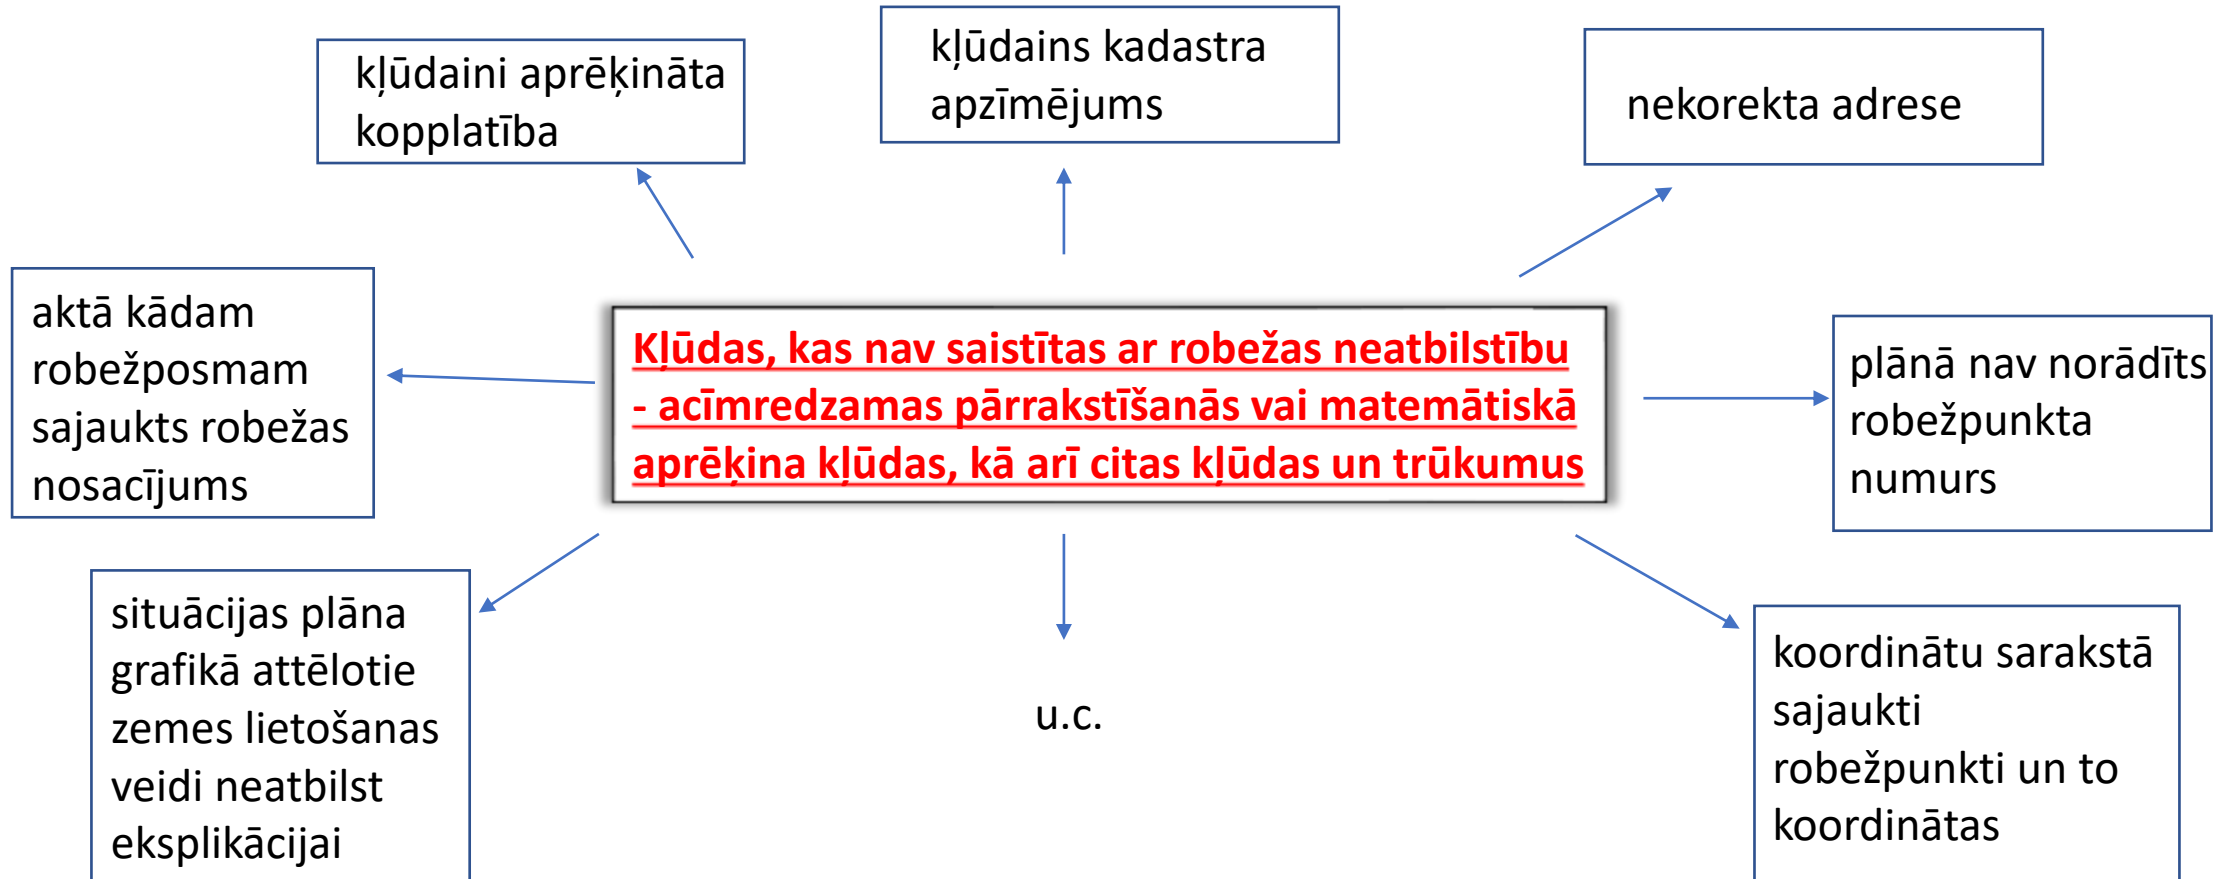 kļūdaini aprēķināta
kopplatība
kļūdains kadastra
apzīmējums
nekorekta adrese
aktā kādam
robežposmam
sajaukts robežas
nosacījums
Kļūdas, kas nav saistītas ar robežas neatbilstību
- acīmredzamas pārrakstīšanās vai matemātiskā
aprēķina kļūdas, kā arī citas kļūdas un trūkumus
plānā nav norādīts
robežpunkta
numurs
situācijas plāna
grafikā attēlotie
zemes lietošanas
veidi neatbilst
eksplikācijai
u.c.
koordinātu sarakstā
sajaukti
robežpunkti un to
koordinātas